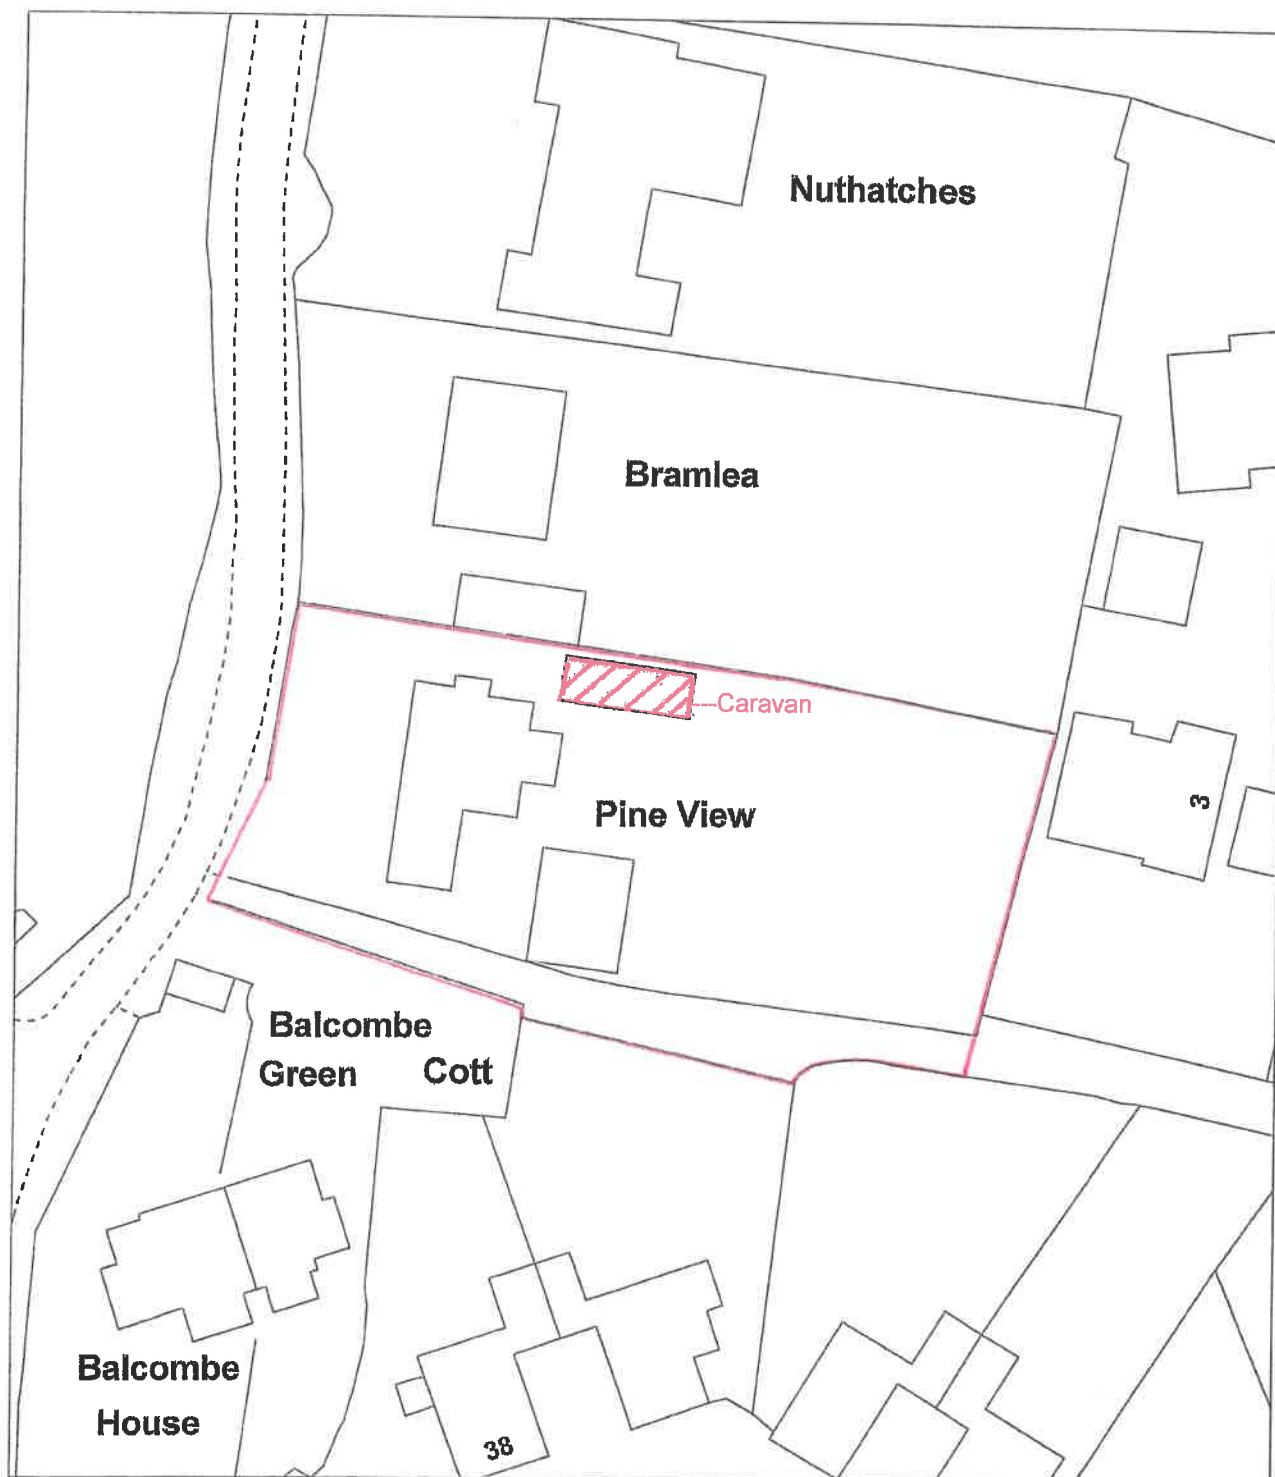 Nuthatches
Bramlea
---Caravan
3
Pine View
Balcombe
Green Cott
Balcombe
House
38